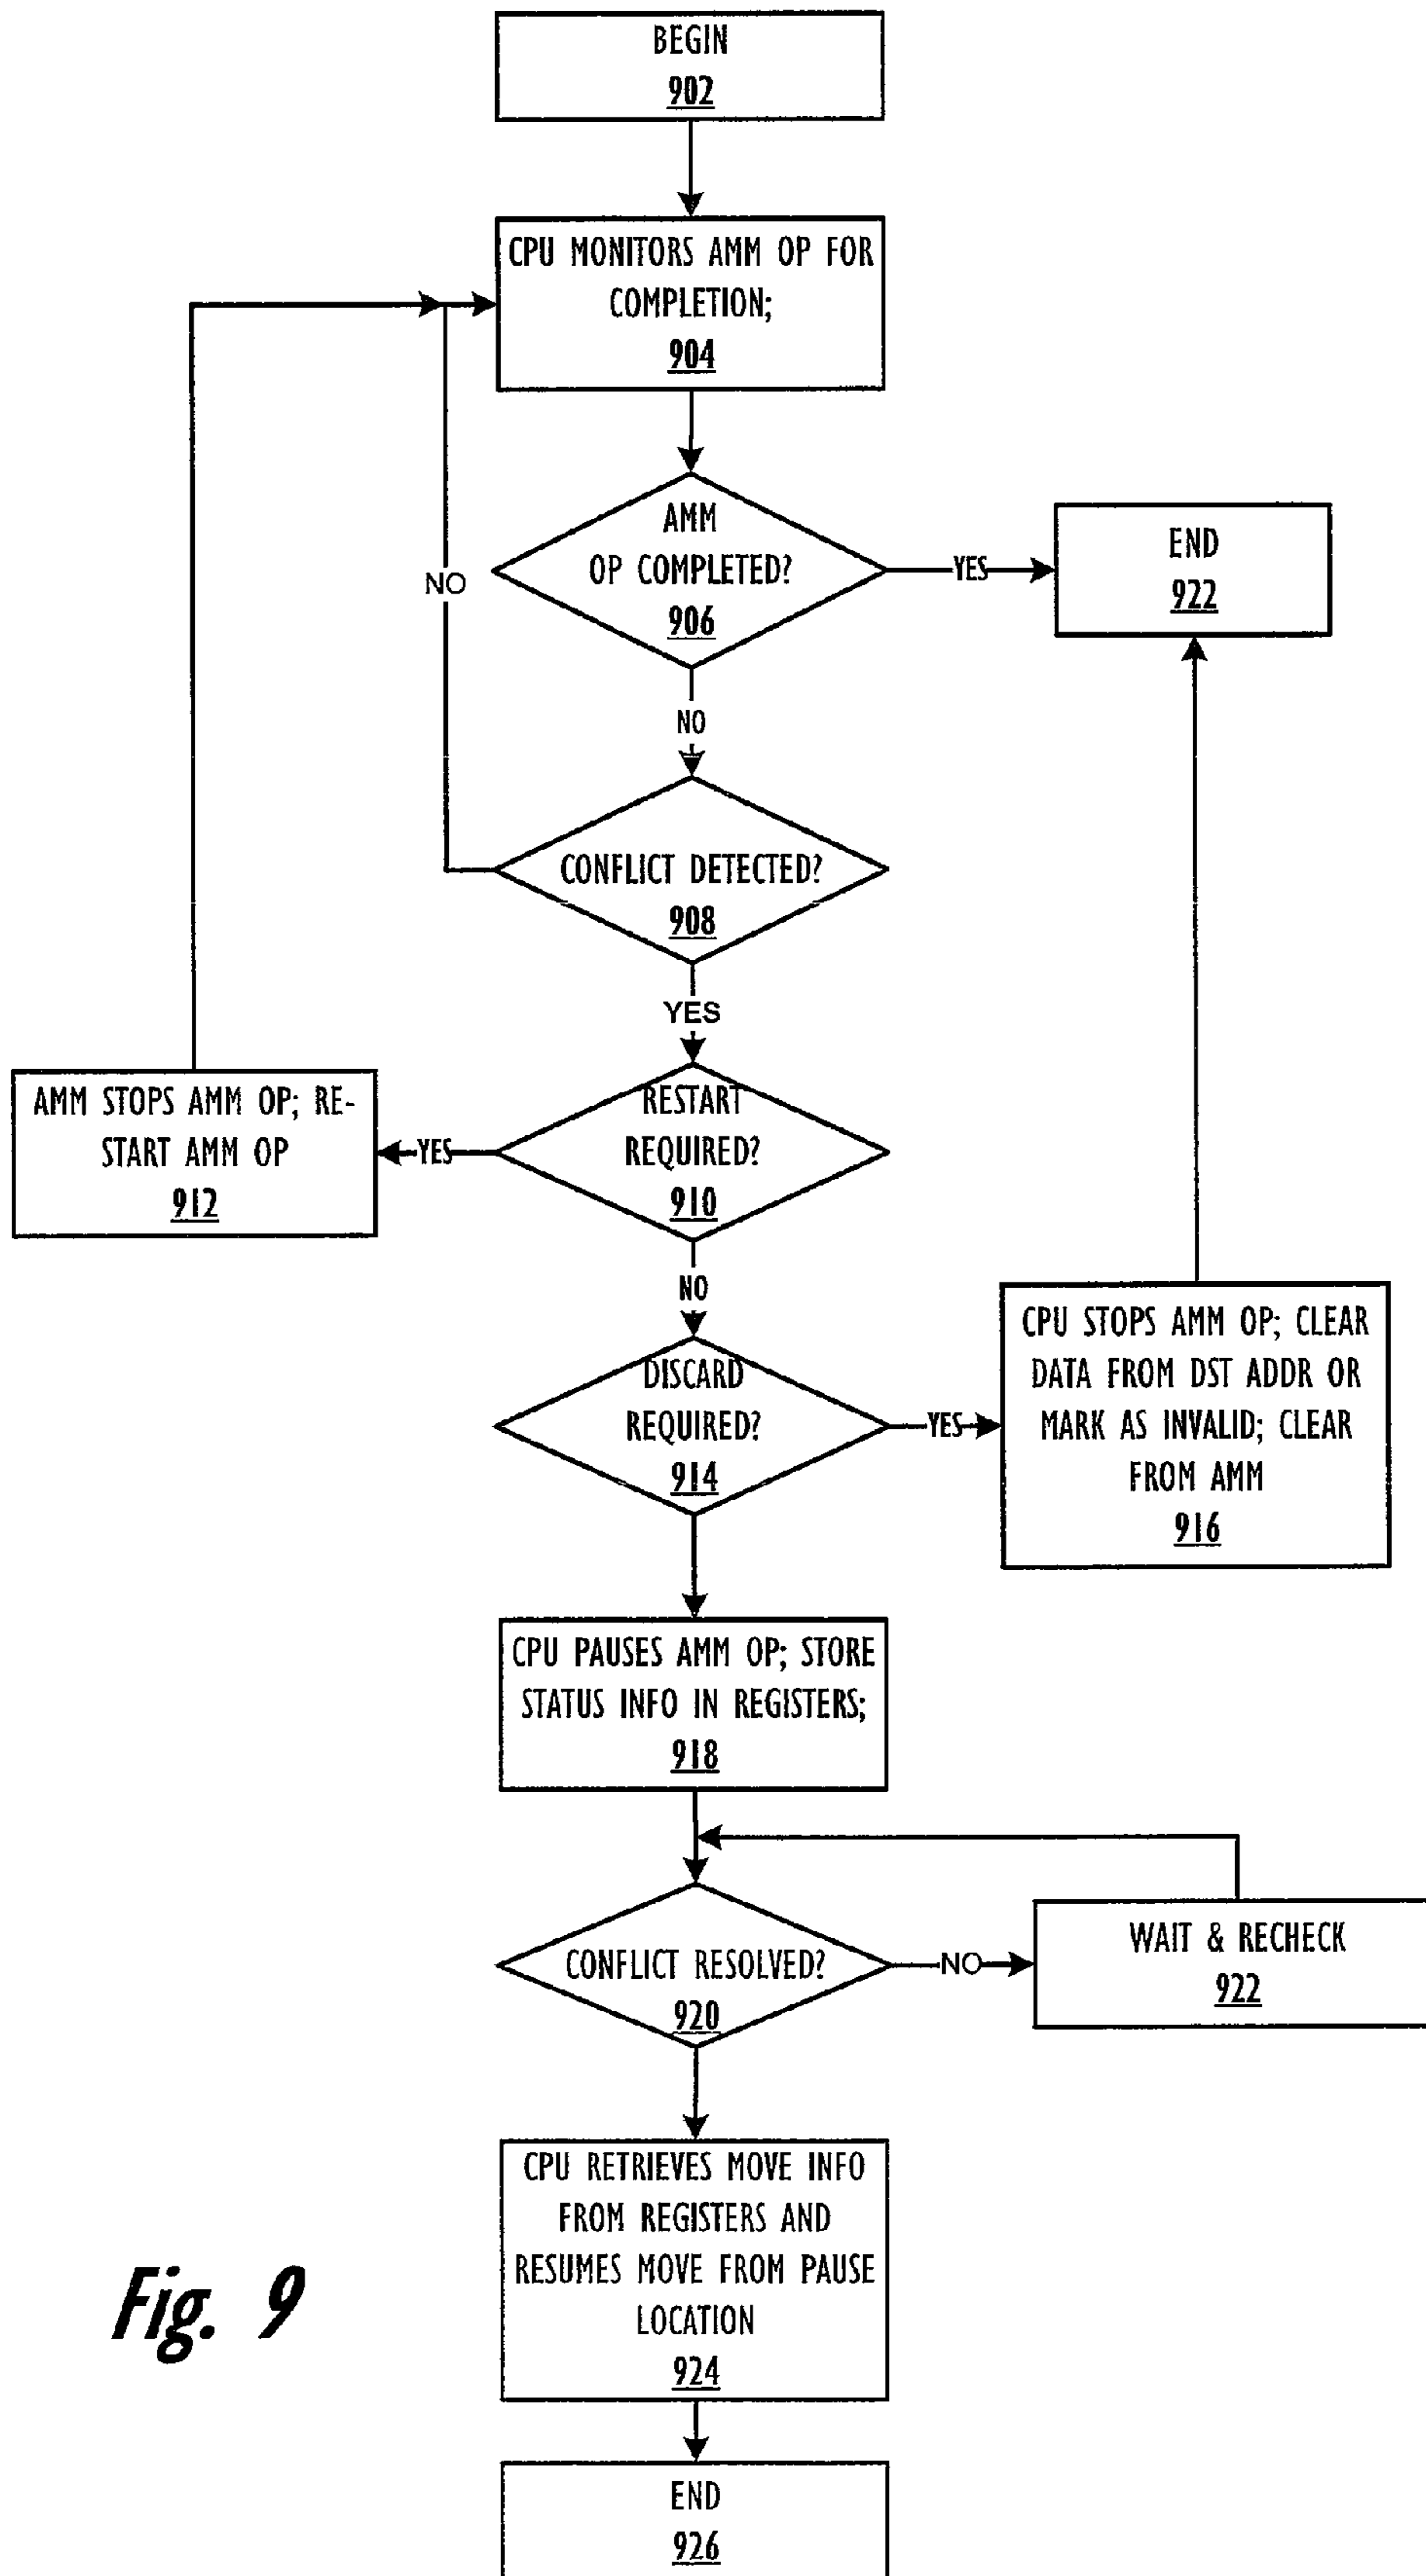 BEGIN
902
CPU MONITORS AMM OP FOR
COMPLETION;
904
AMM
OP COMPLETED?
906
YES
END
922
NO
NO
CONFLICT DETECTED?
908
YES
RESTART
REQUIRED?
910
YES
AMM STOPS AMM OP; RE-
START AMM OP
912
NO
DISCARD
REQUIRED?
914
YES
CPU STOPS AMM OP; CLEAR
DATA FROM DST ADDR OR
MARK AS INVALID; CLEAR
FROM AMM
916
CPU PAUSES AMM OP; STORE
STATUS INFO IN REGISTERS;
918
CONFLICT RESOLVED?
920
NO
WAIT & RECHECK
922
CPU RETRIEVES MOVE INFO
FROM REGISTERS AND
RESUMES MOVE FROM PAUSE
LOCATION
924
END
926
Fig. 9